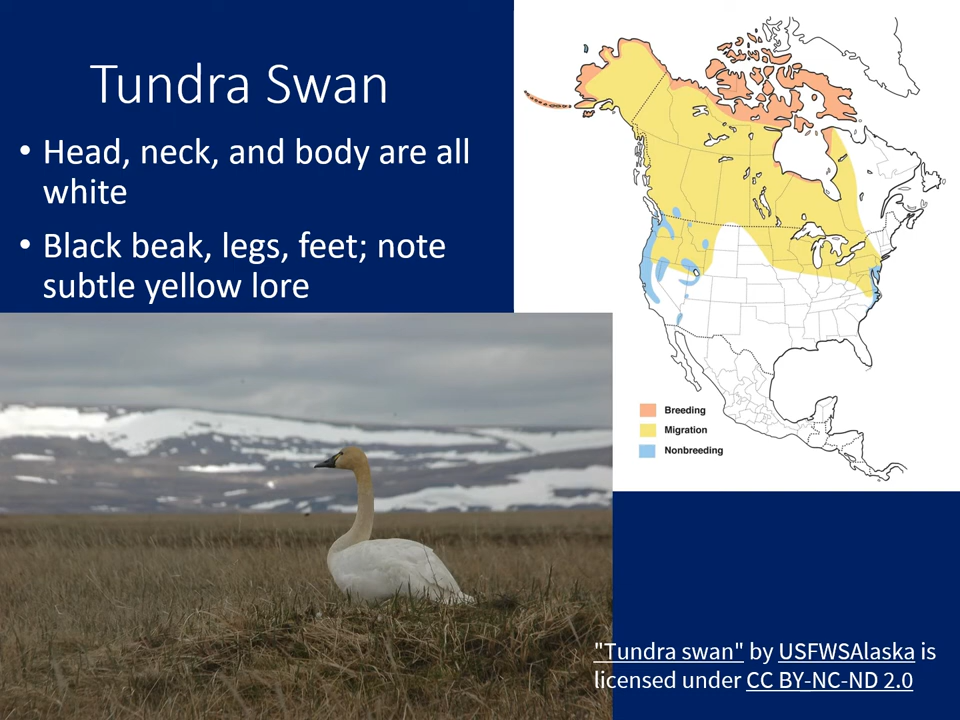 Tundra Swan
• Head, neck, and body are all
white
• Black beak, legs, feet; note
subtle yellow lore
Breeding
Migration
Nonbreeding
"Tundra swan" by USFWSAlaska is
licensed under CC BY-NC-ND 2.0